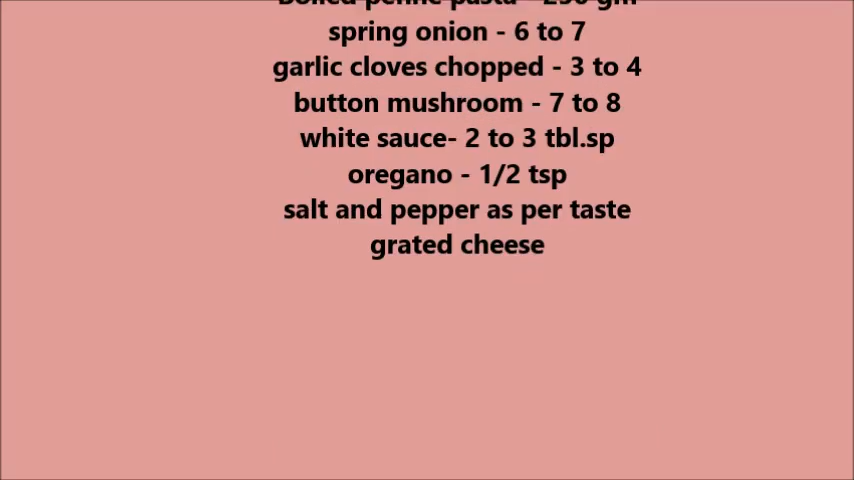 Boiled penne pasta - 250 gm
spring onion - 6 to 7
garlic cloves chopped - 3 to 4
button mushroom - 7 to 8
white sauce- 2 to 3 tbl.sp
oregano - 1/2 tsp
salt and pepper as per taste
grated cheese